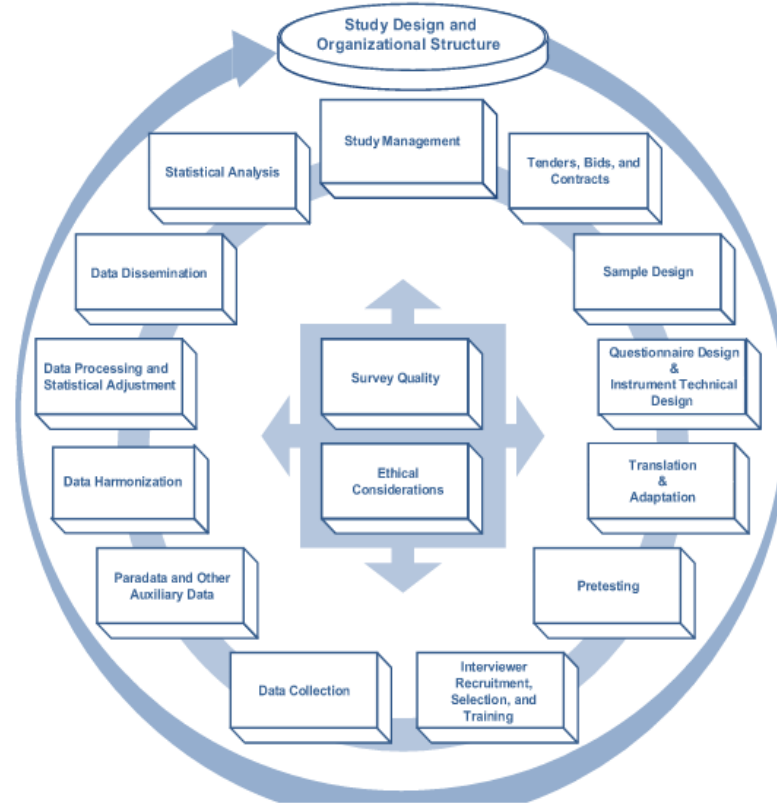 Study Design and
Organizational Structure
Study Management
Statistical Analysis
Tenders, Bids, and
Contracts
Data Dissemination
Sample Design
Data Processing and
Statistical Adjustment
Survey Quality
Questionnaire Design
&
Instrument Technical
Design
Data Harmonization
Ethical
Considerations
Translation
&
Adaptation
Paradata and Other
Auxiliary Data
Pretesting
Data Collection
Interviewer
Recruitment,
Selection, and
Training